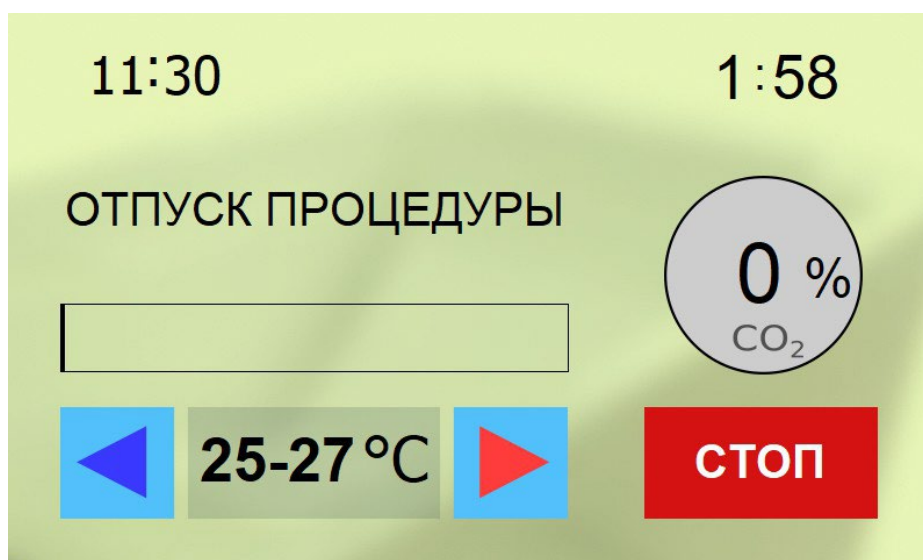 11:30
1:58
ОТПУСК ПРОЦЕДУРЫ
0 %
CO₂
25-27 °C
СТОП